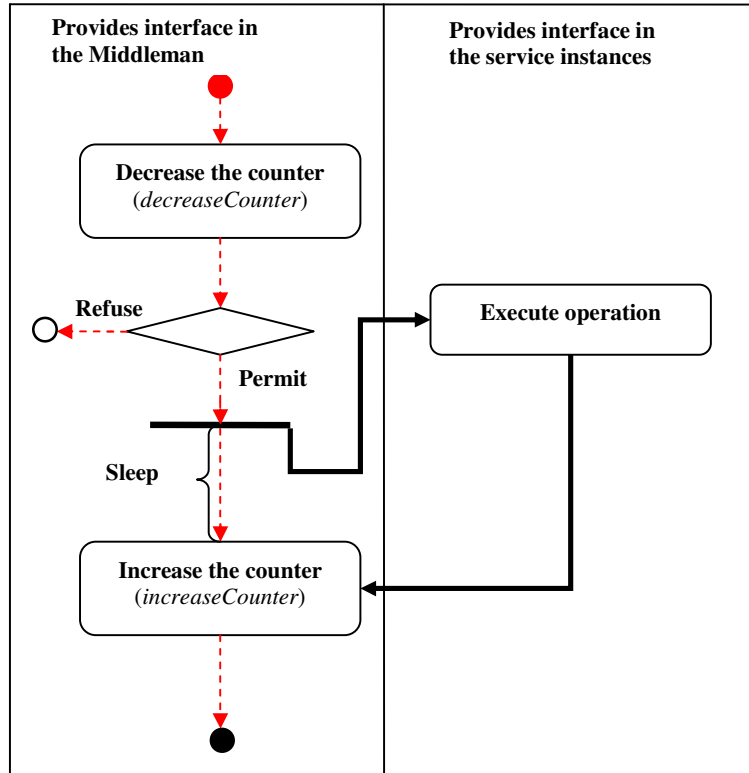 Provides interface in
the Middleman
Provides interface in
the service instances
Decrease the counter
(decreaseCounter)
Refuse
Execute operation
Permit
Sleep
Increase the counter
(increaseCounter)